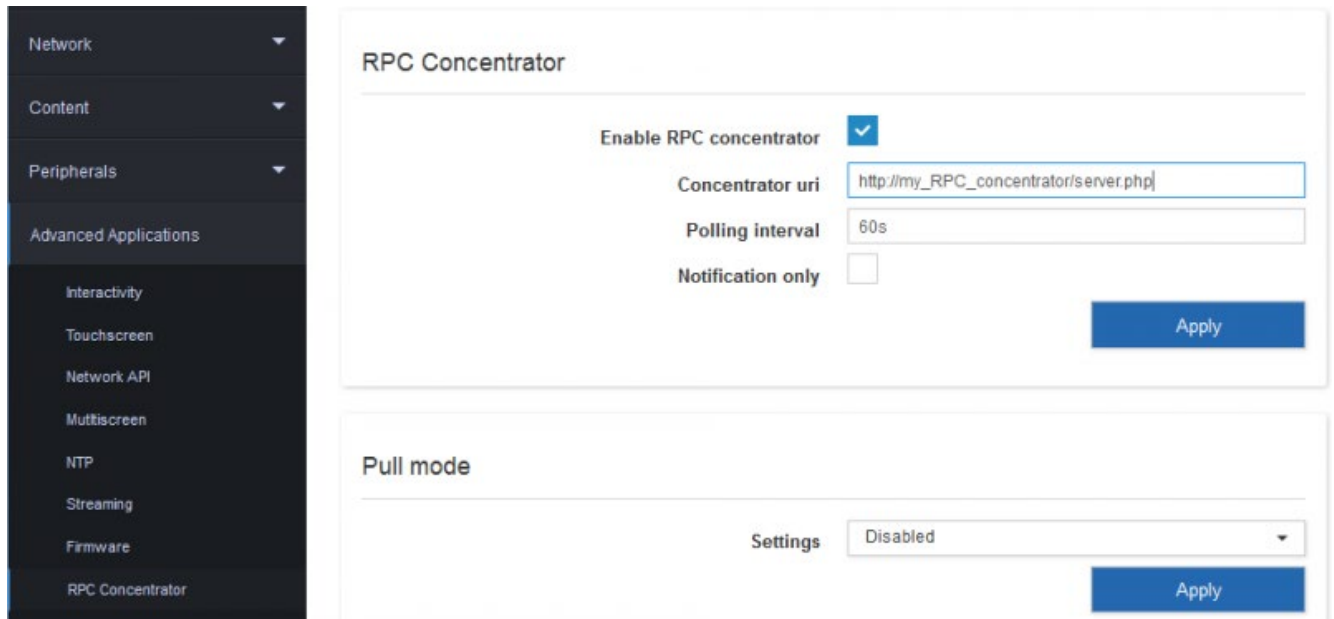 Network
Content
Peripherals
Advanced Applications
Interactivity
Touchscreen
Network API
Muttiscreen
NTP
Streaming
Firmware
RPC Concentrator
RPC Concentrator
Enable RPC concentrator
Concentrator uri http://my_RPC_concentrator/server.php
Polling interval 60s
Notification only
Apply
Pull mode
Settings Disabled
Apply